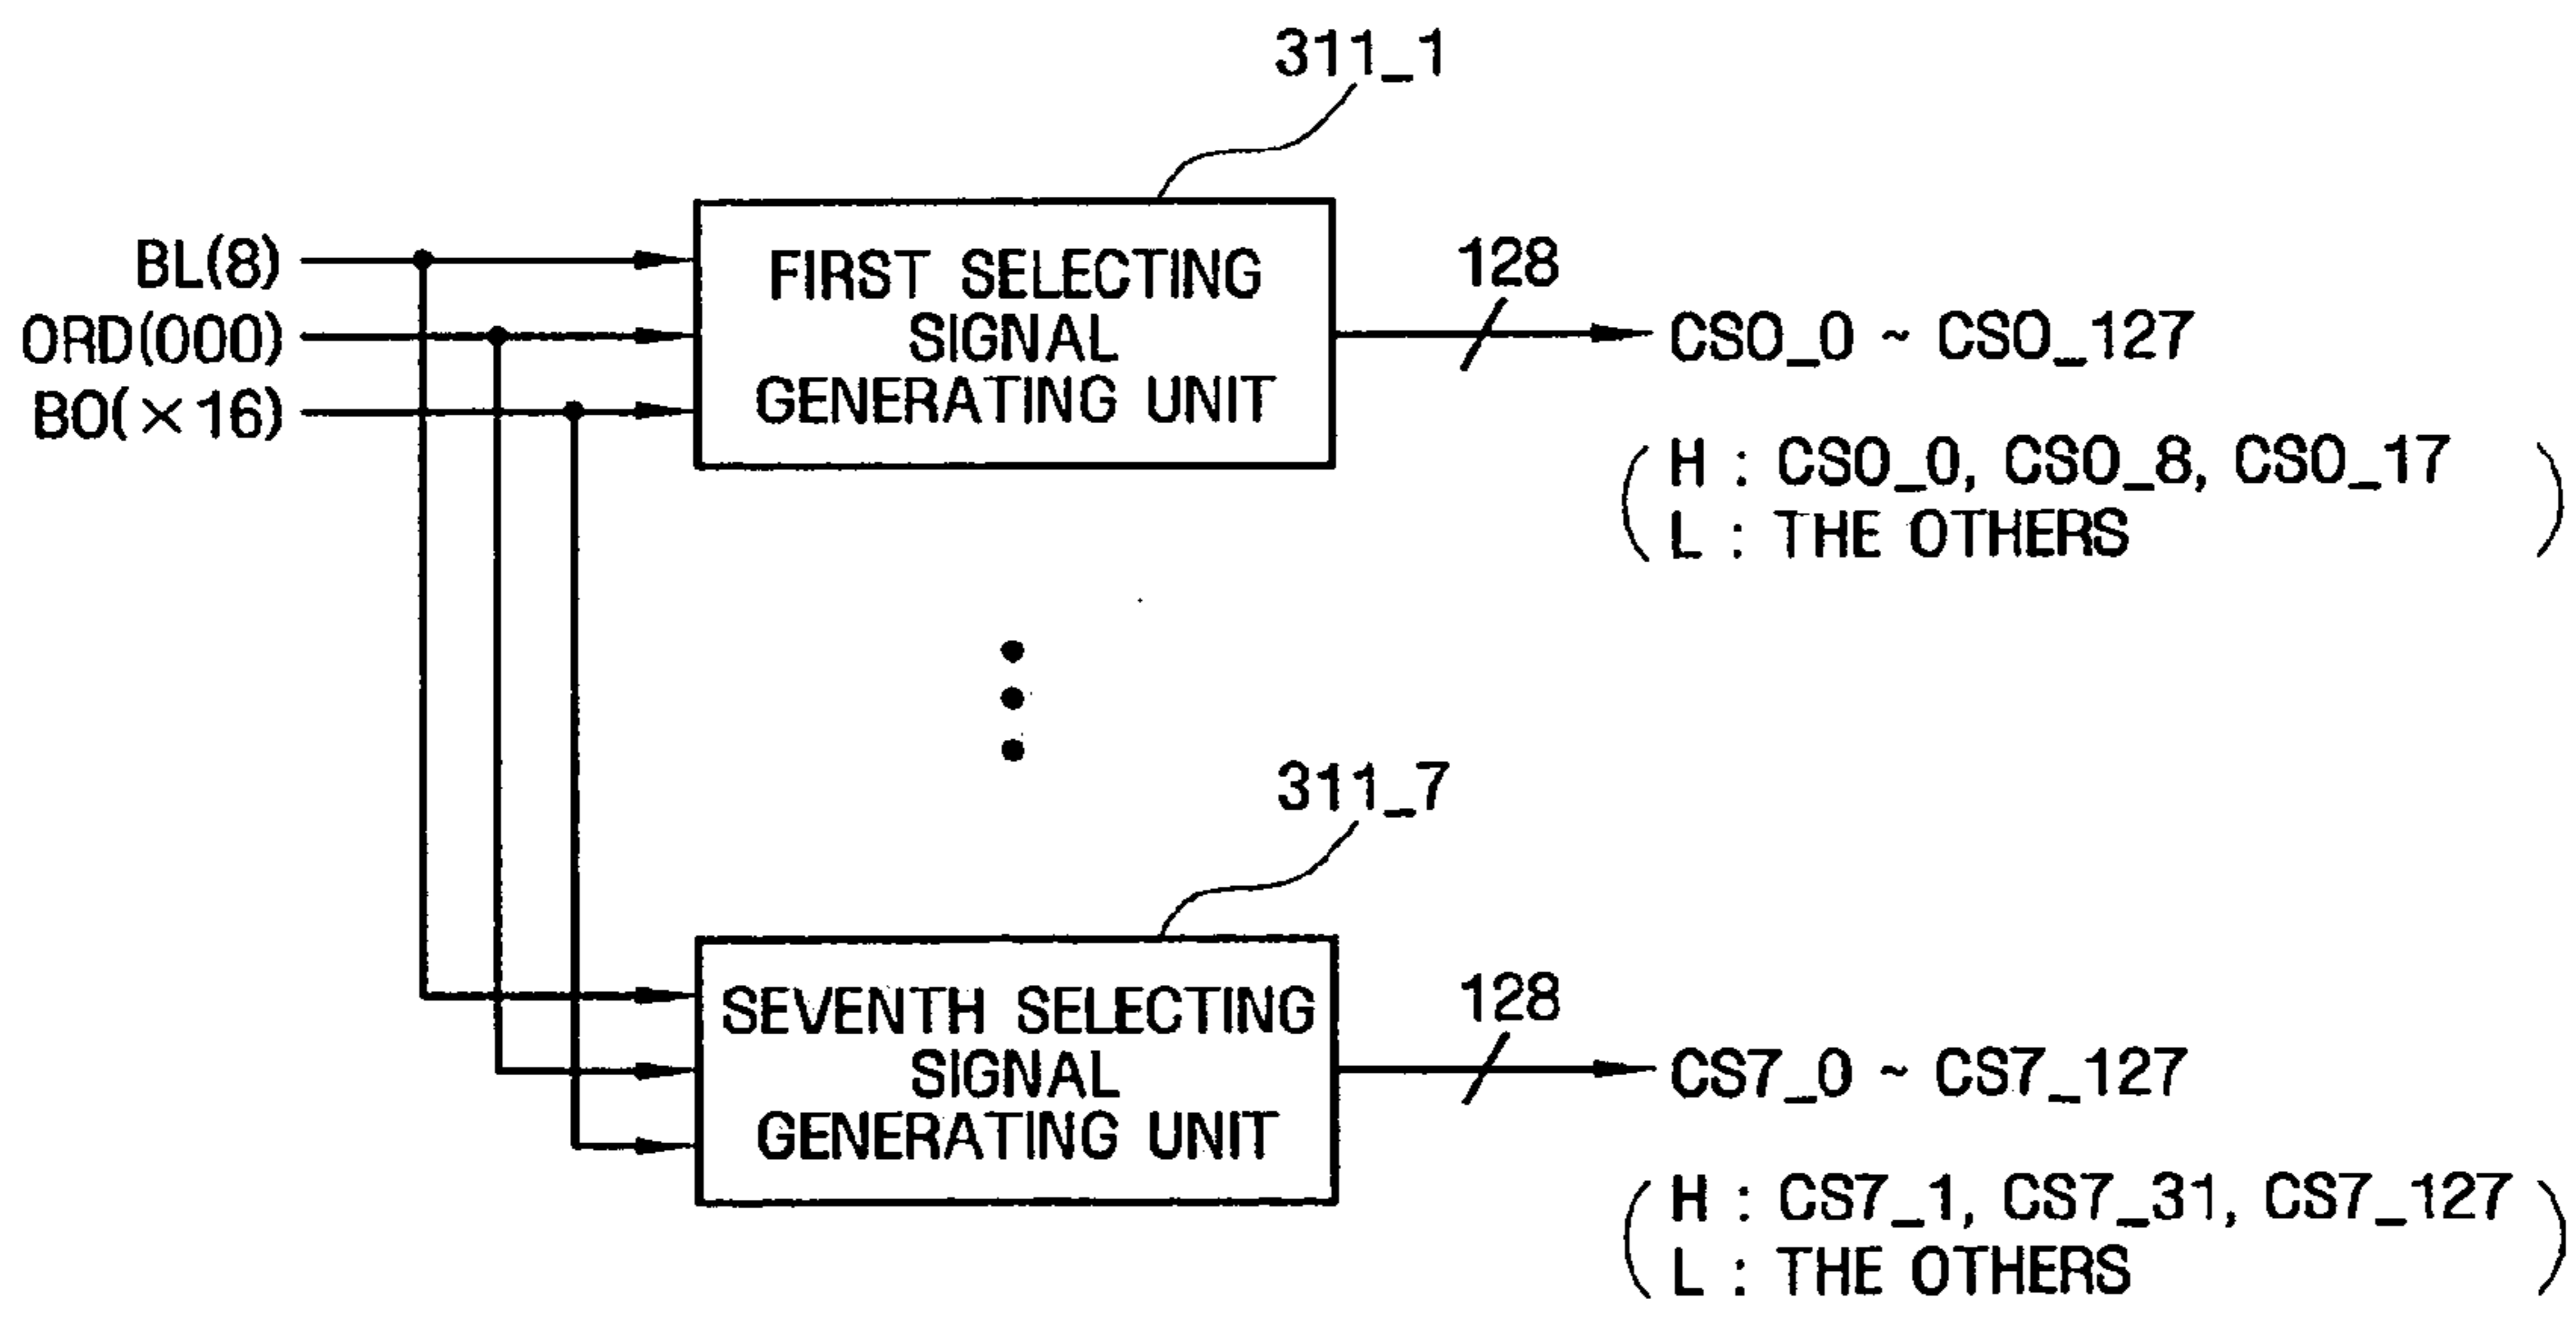 311_1
BL(8)
ORD(000)
BO(×16)
FIRST SELECTING
SIGNAL
GENERATING UNIT
128
CS0_0 ~ CS0_127
H : CS0_0, CS0_8, CS0_17
L : THE OTHERS
311_7
SEVENTH SELECTING
SIGNAL
GENERATING UNIT
128
CS7_0 ~ CS7_127
H : CS7_1, CS7_31, CS7_127
L : THE OTHERS